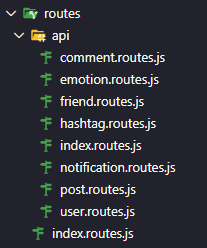 routes
api
comment.routes.js
emotion.routes.js
friend.routes.js
hashtag.routes.js
index.routes.js
notification.routes.js
post.routes.js
user.routes.js
index.routes.js